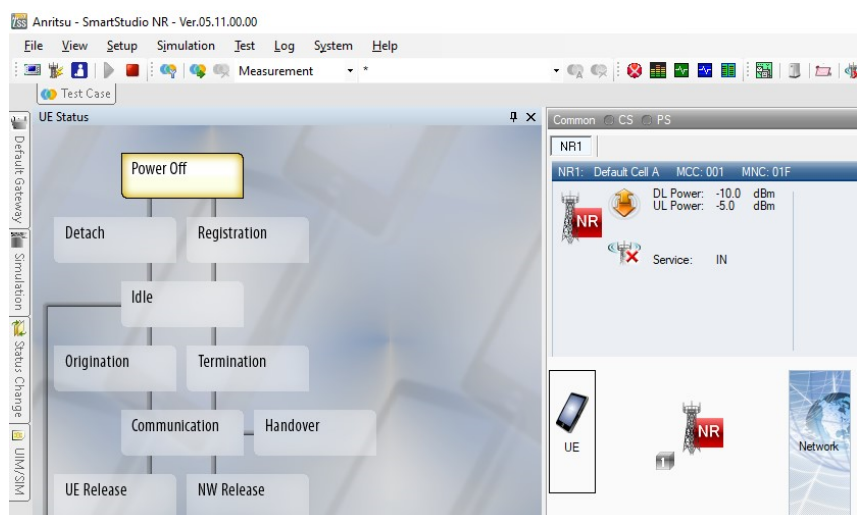 Anritsu - SmartStudio NR - Ver.05.11.00.00
File View Setup Simulation Test Log System Help
Measurement *
Test Case
UE Status
Default Gateway
Simulation
Status Change
UIM/SIM
Power Off
Detach Registration
Idle
Origination Termination
Communication Handover
UE Release NW Release
Common CS PS
NR1
NR1: Default Cell A MCC: 001 MNC: 01F
DL Power: -10.0 dBm
UL Power: -5.0 dBm
NR
Service: IN
UE
NR
1
Network